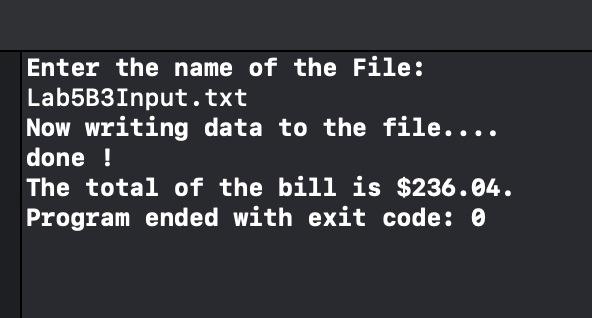 Enter the name of the File:
Lab5B3Input.txt
Now writing data to the file....
done !
The total of the bill is $236.04.
Program ended with exit code: 0